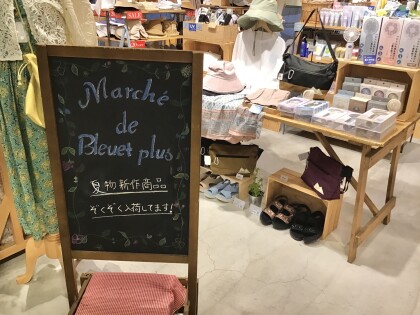 SALE
Marché
de
Bleuet plus
夏物新作商品
ぞくぞく入荷してます!